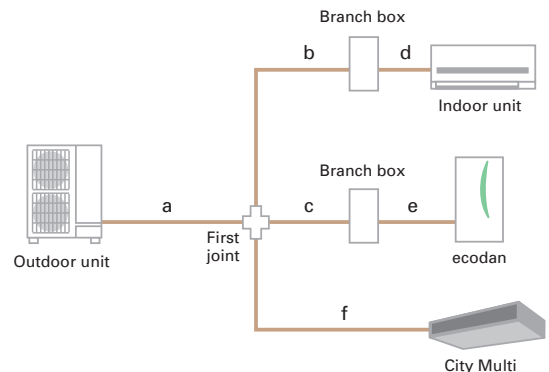 Branch box
b
d
Indoor unit
Branch box
a
c
e
First
joint
Outdoor unit
ecodan
f
City Multi